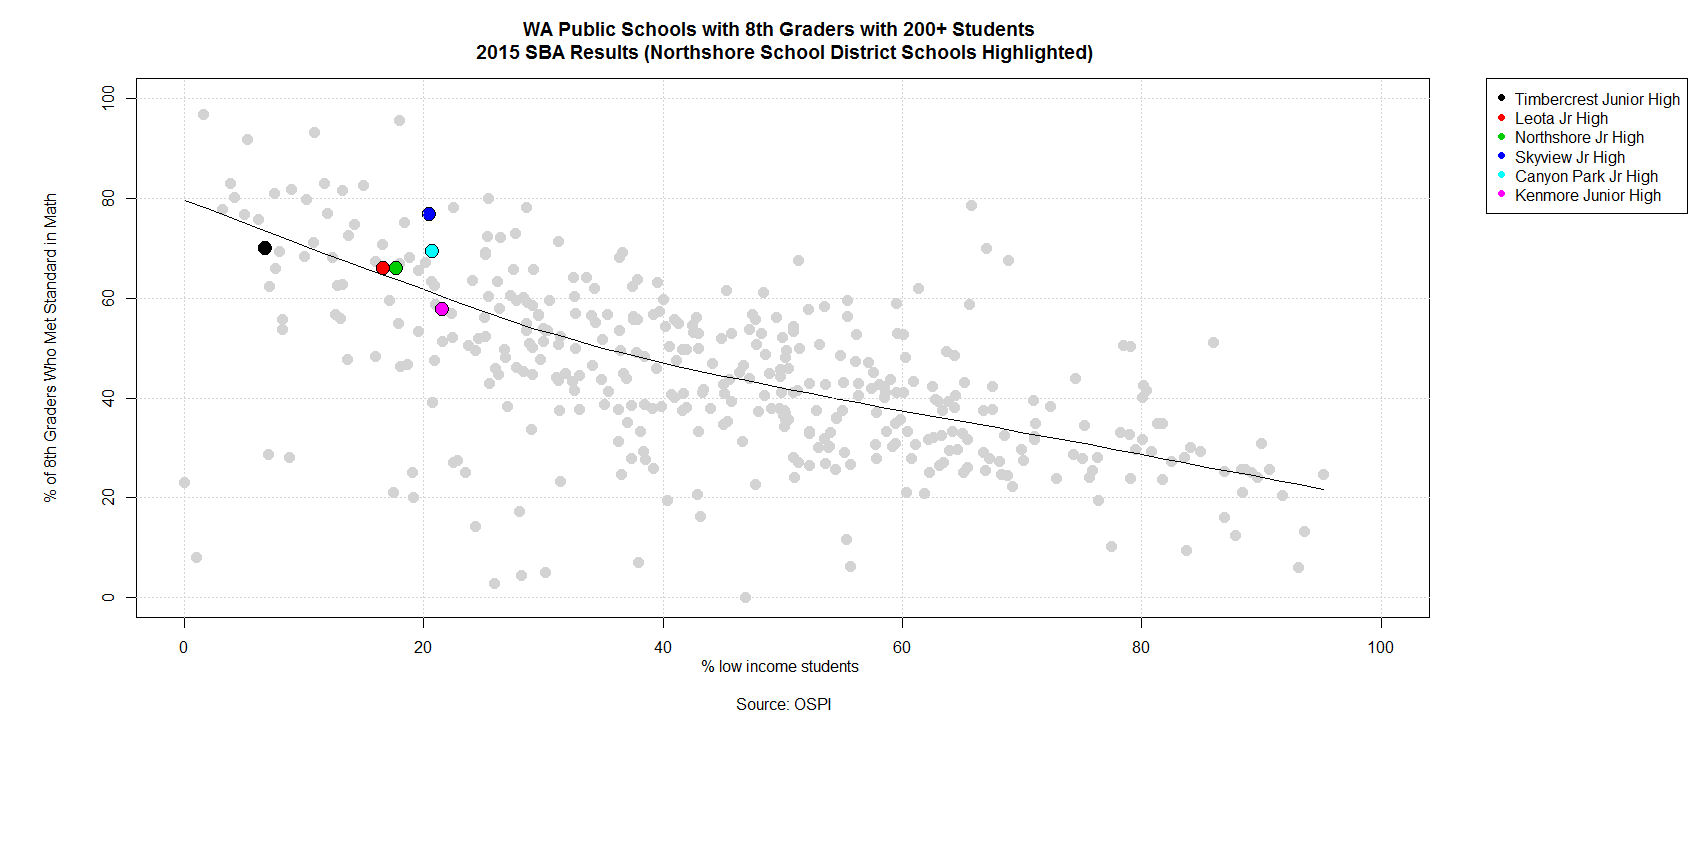 WA Public Schools with 8th Graders with 200+ Students
2015 SBA Results (Northshore School District Schools Highlighted)
% of 8th Graders Who Met Standard in Math
100
80
60
40
20
0
0
20
40
60
80
100
% low income students
Source: OSPI
Timbercrest Junior High
Leota Jr High
Northshore Jr High
Skyview Jr High
Canyon Park Jr High
Kenmore Junior High